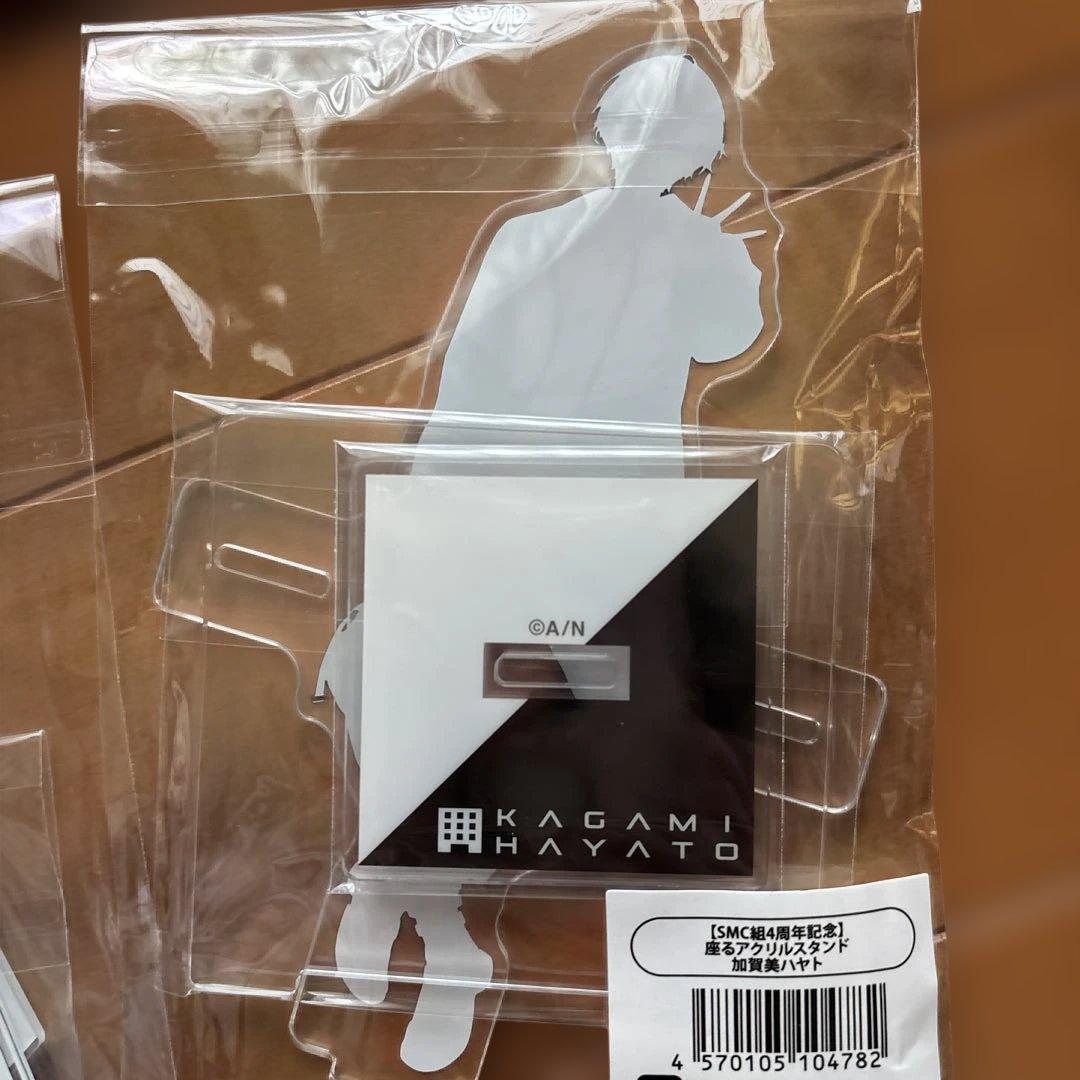 ©A/N
KAGAMI
HAYATO
【SMC組4周年記念】
座るアクリルスタンド
加賀美ハヤト
4 570105 104782